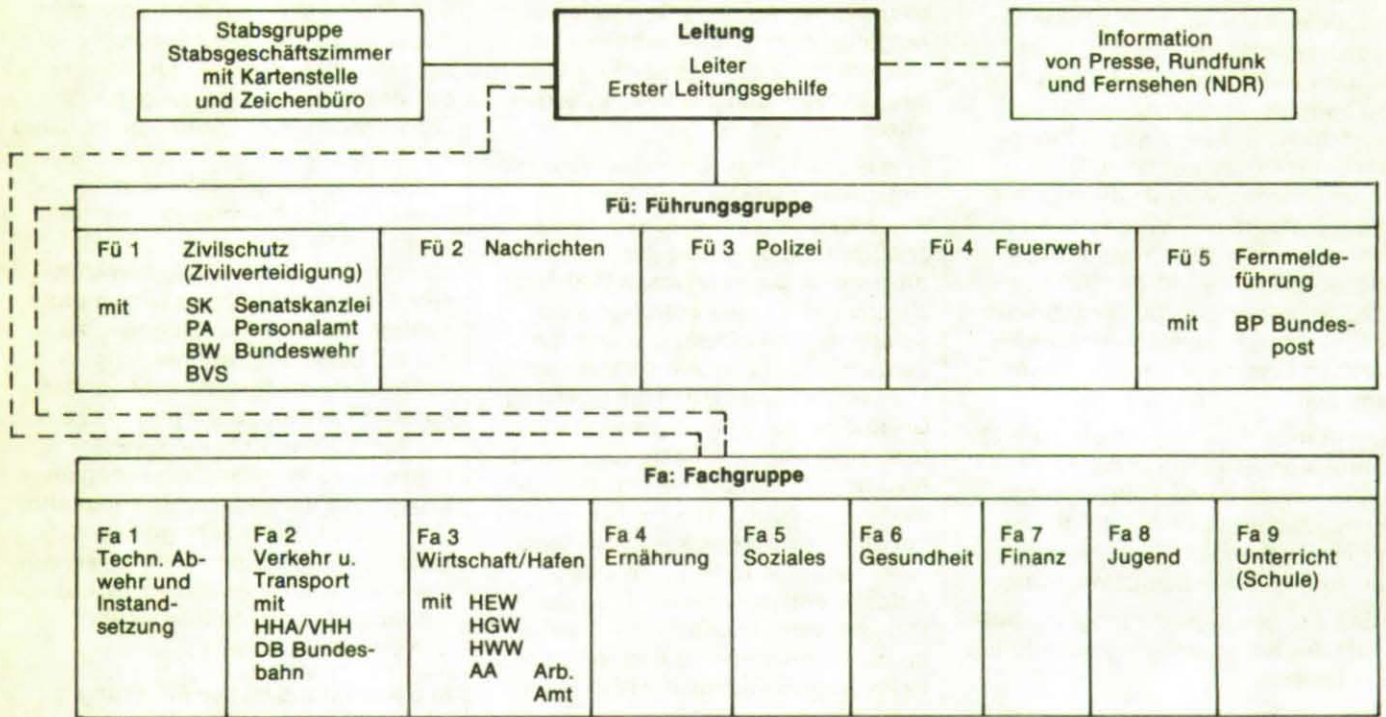 Stabsgruppe
Stabsgeschäftszimmer
mit Kartenstelle
und Zeichenbüro
Leitung
Leiter
Erster Leitungsgehilfe
Information
von Presse, Rundfunk
und Fernsehen (NDR)
Fü: Führungsgruppe
Fü 1 Zivilschutz
(Zivilverteidigung)
mit SK Senatskanzlei
PA Personalamt
BW Bundeswehr
BVS
Fü 2 Nachrichten
Fü 3 Polizei
Fü 4 Feuerwehr
Fü 5 Fernmelde-
führung
mit BP Bundes-
post
Fa: Fachgruppe
Fa 1
Techn. Ab-
wehr und
Instand-
setzung
Fa 2
Verkehr u.
Transport
mit
HHA/VHH
DB Bundes-
bahn
Fa 3
Wirtschaft/Hafen
mit HEW
HGW
HWW
AA Arb.
Amt
Fa 4
Ernährung
Fa 5
Soziales
Fa 6
Gesundheit
Fa 7
Finanz
Fa 8
Jugend
Fa 9
Unterricht
(Schule)